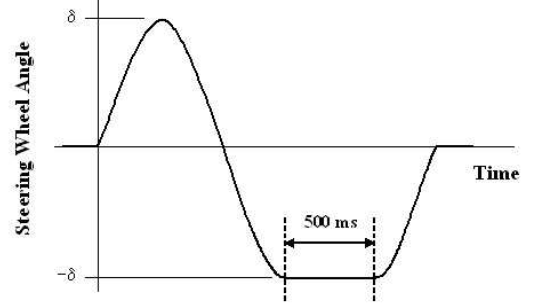 δ
Steering Wheel Angle
Time
500 ms
-δ